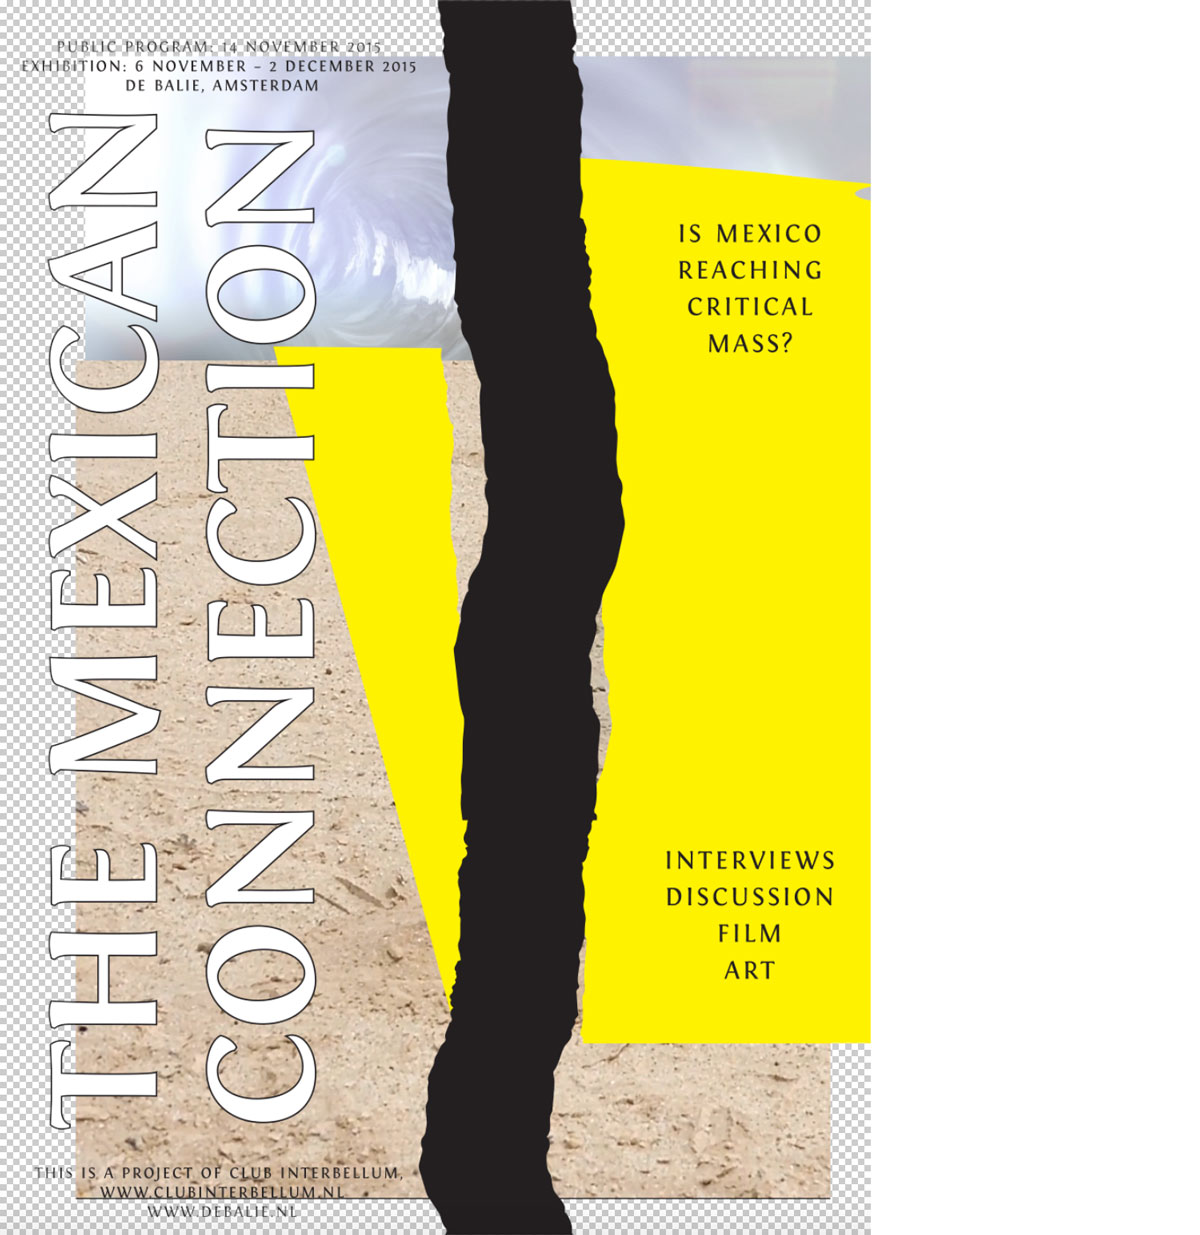 PUBLIC PROGRAM: 14 NOVEMBER 2015
EXHIBITION: 6 NOVEMBER – 2 DECEMBER 2015
DE BALIE, AMSTERDAM
THE MEXICAN
CONNECTION
IS MEXICO
REACHING
CRITICAL
MASS?
INTERVIEWS
DISCUSSION
FILM
ART
THIS IS A PROJECT OF CLUB INTERBELLUM,
WWW.CLUBINTERBELLUM.NL
WWW.DEBALIE.NL